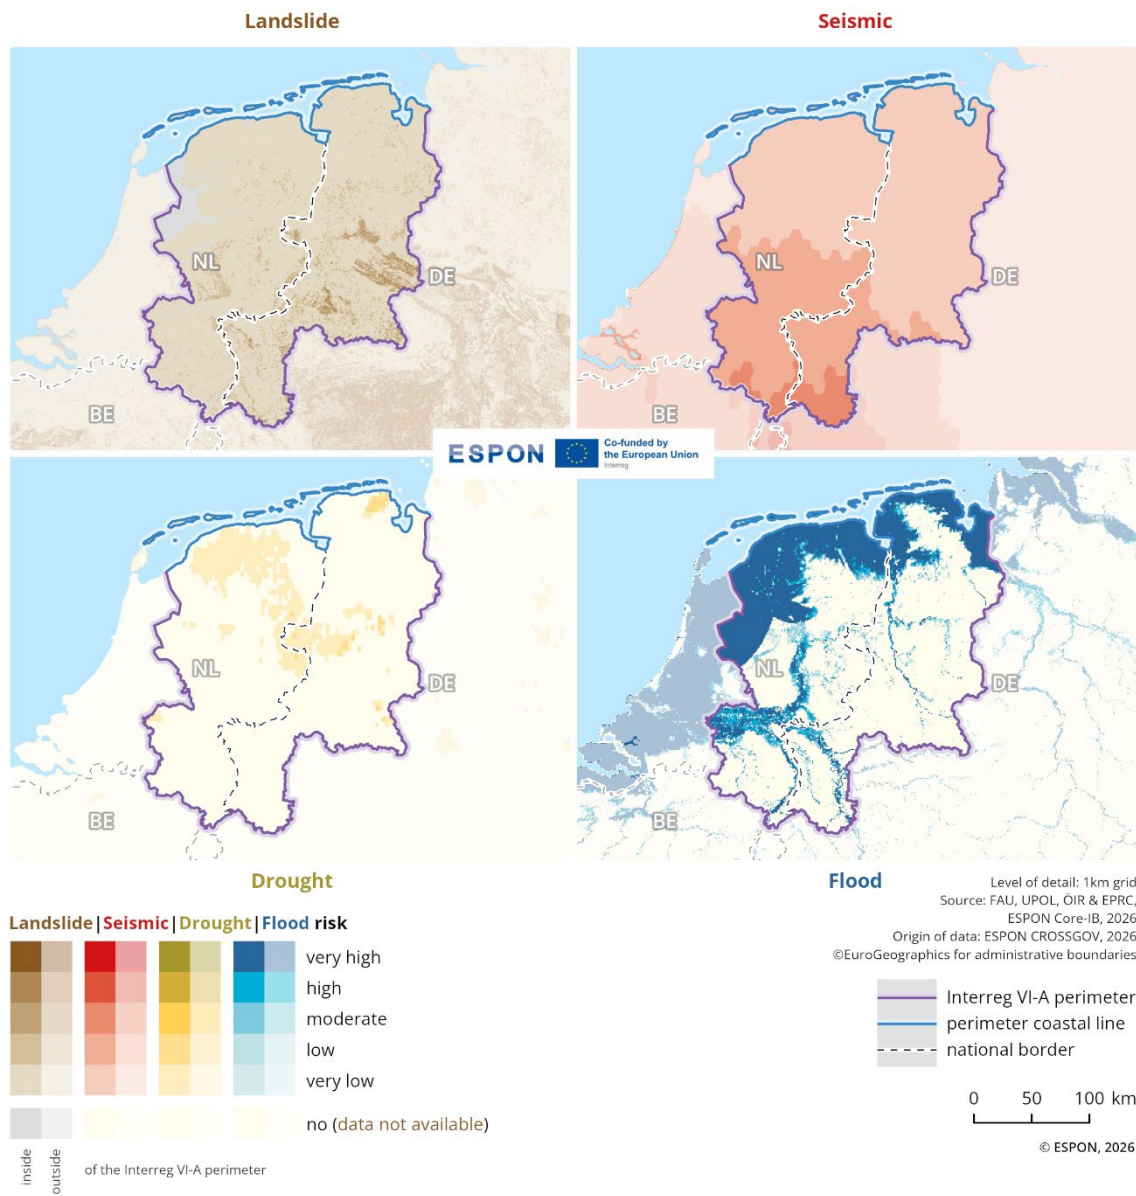 Landslide
Seismic
NL
DE
BE
NL
DE
BE
ESPON
Co-funded by
the European Union
Interreg
NL
DE
BE
NL
DE
BE
Drought
Flood
Level of detail: 1km grid
Source: FAU, UPOL, ÖIR & EPRC,
ESPON Core-IB, 2026
Origin of data: ESPON CROSSGOV, 2026
©EuroGeographics for administrative boundaries
Landslide|Seismic|Drought|Flood risk
very high
high
moderate
low
very low
no (data not available)
inside
outside
of the Interreg VI-A perimeter
Interreg VI-A perimeter
perimeter coastal line
national border
0 50 100 km
© ESPON, 2026